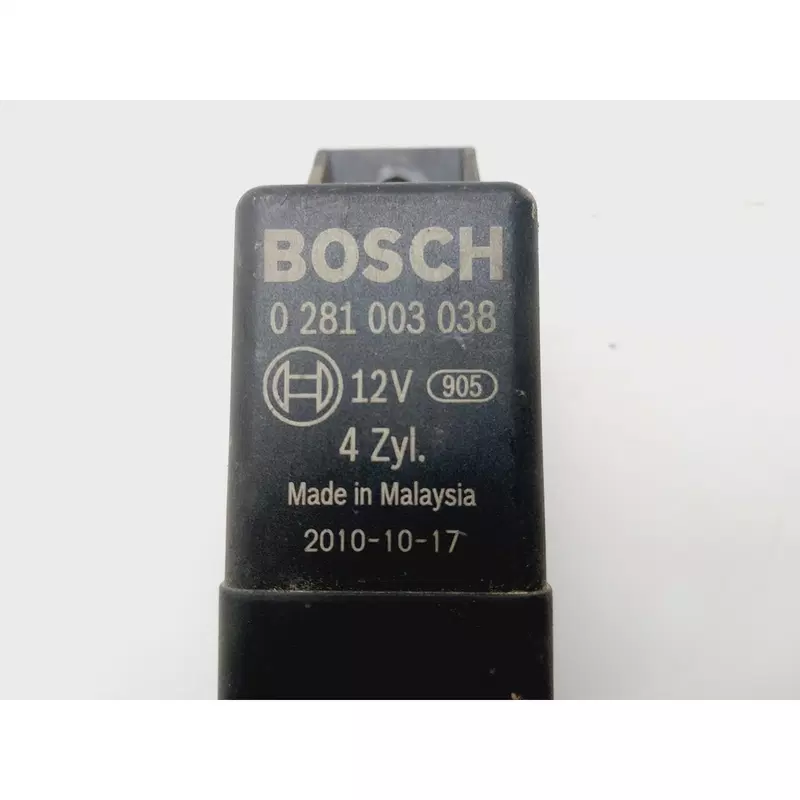 BOSCH
0 281 003 038
12V 905
4 Zyl.
Made in Malaysia
2010-10-17